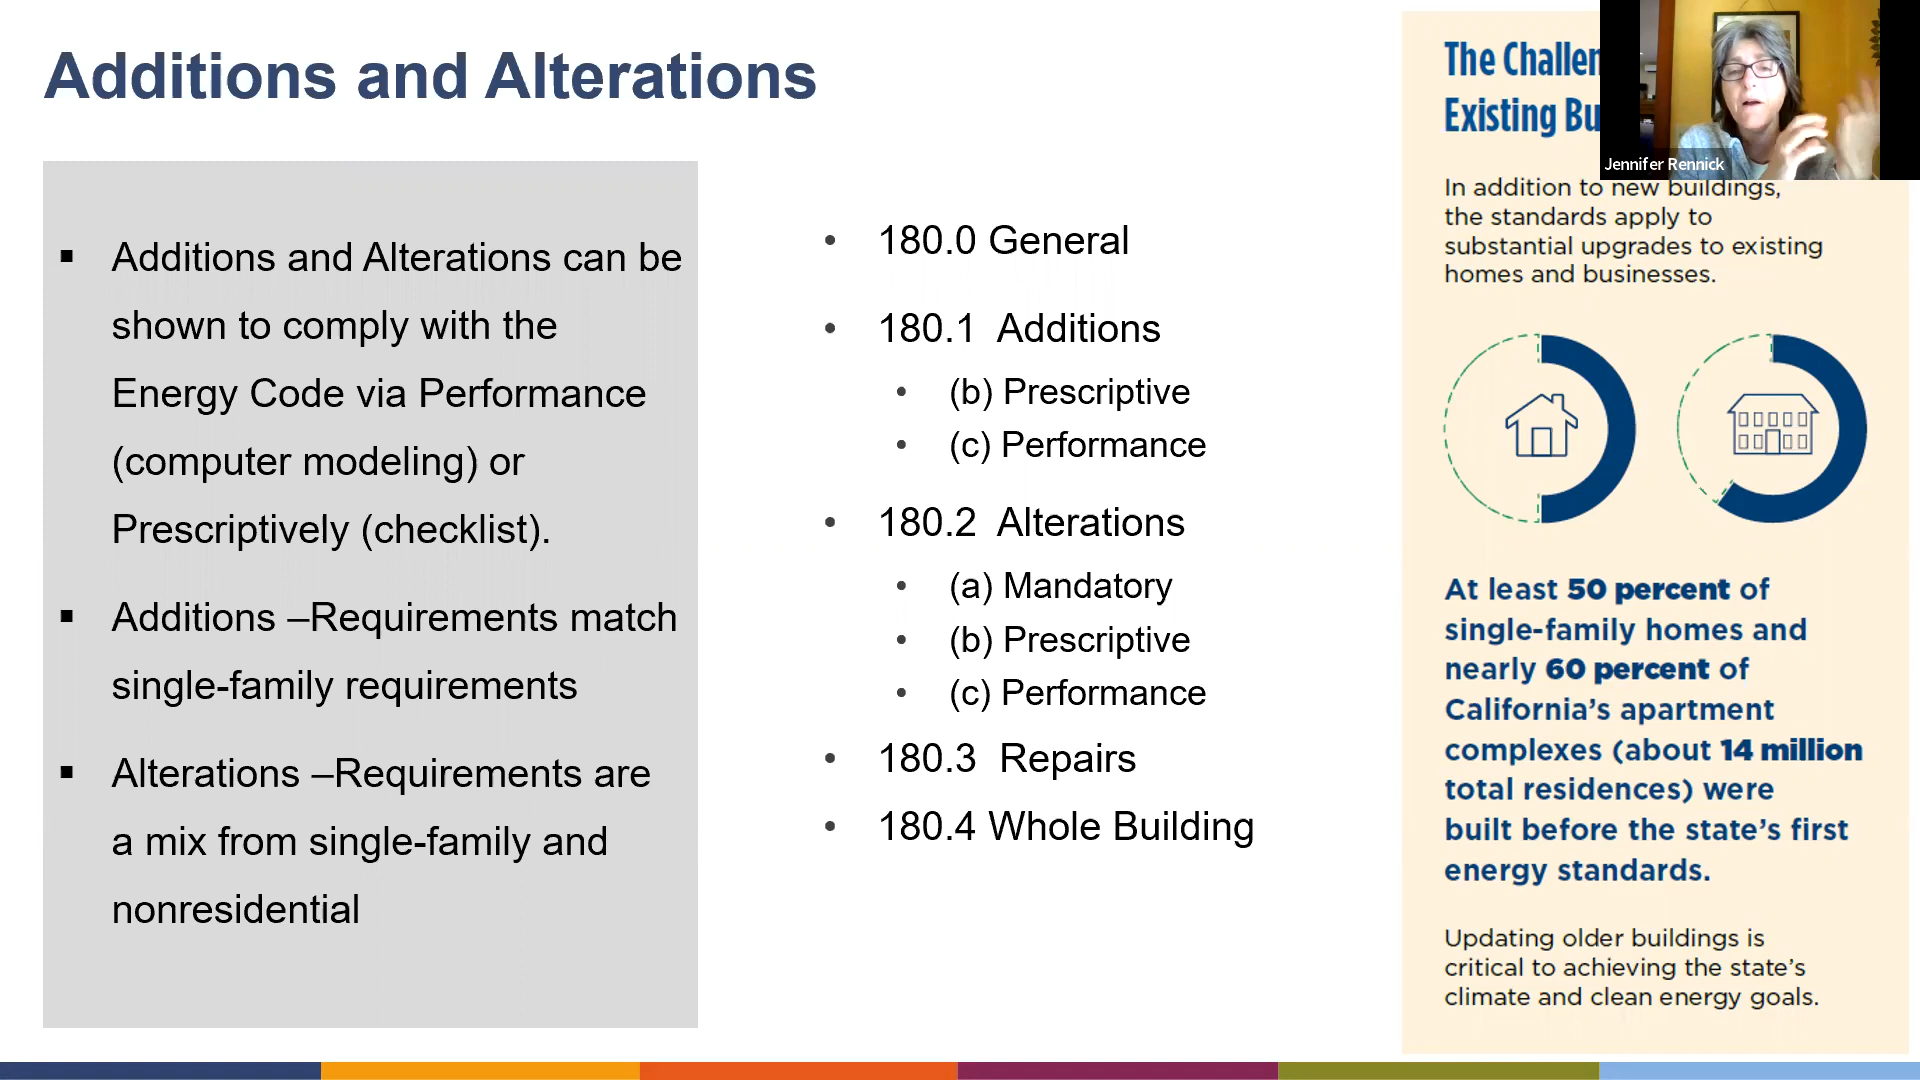 Additions and Alterations
▪ Additions and Alterations can be
shown to comply with the
Energy Code via Performance
(computer modeling) or
Prescriptively (checklist).
▪ Additions –Requirements match
single-family requirements
▪ Alterations –Requirements are
a mix from single-family and
nonresidential
• 180.0 General
• 180.1 Additions
• (b) Prescriptive
• (c) Performance
• 180.2 Alterations
• (a) Mandatory
• (b) Prescriptive
• (c) Performance
• 180.3 Repairs
• 180.4 Whole Building
The
Existing
Jennifer Rennick
In addition to new buildings,
the standards apply to
substantial upgrades to existing
homes and businesses.
At least 50 percent of
single-family homes and
nearly 60 percent of
California's apartment
complexes (about 14 million
total residences) were
built before the state's first
energy standards.
Updating older buildings is
critical to achieving the state's
climate and clean energy goals.